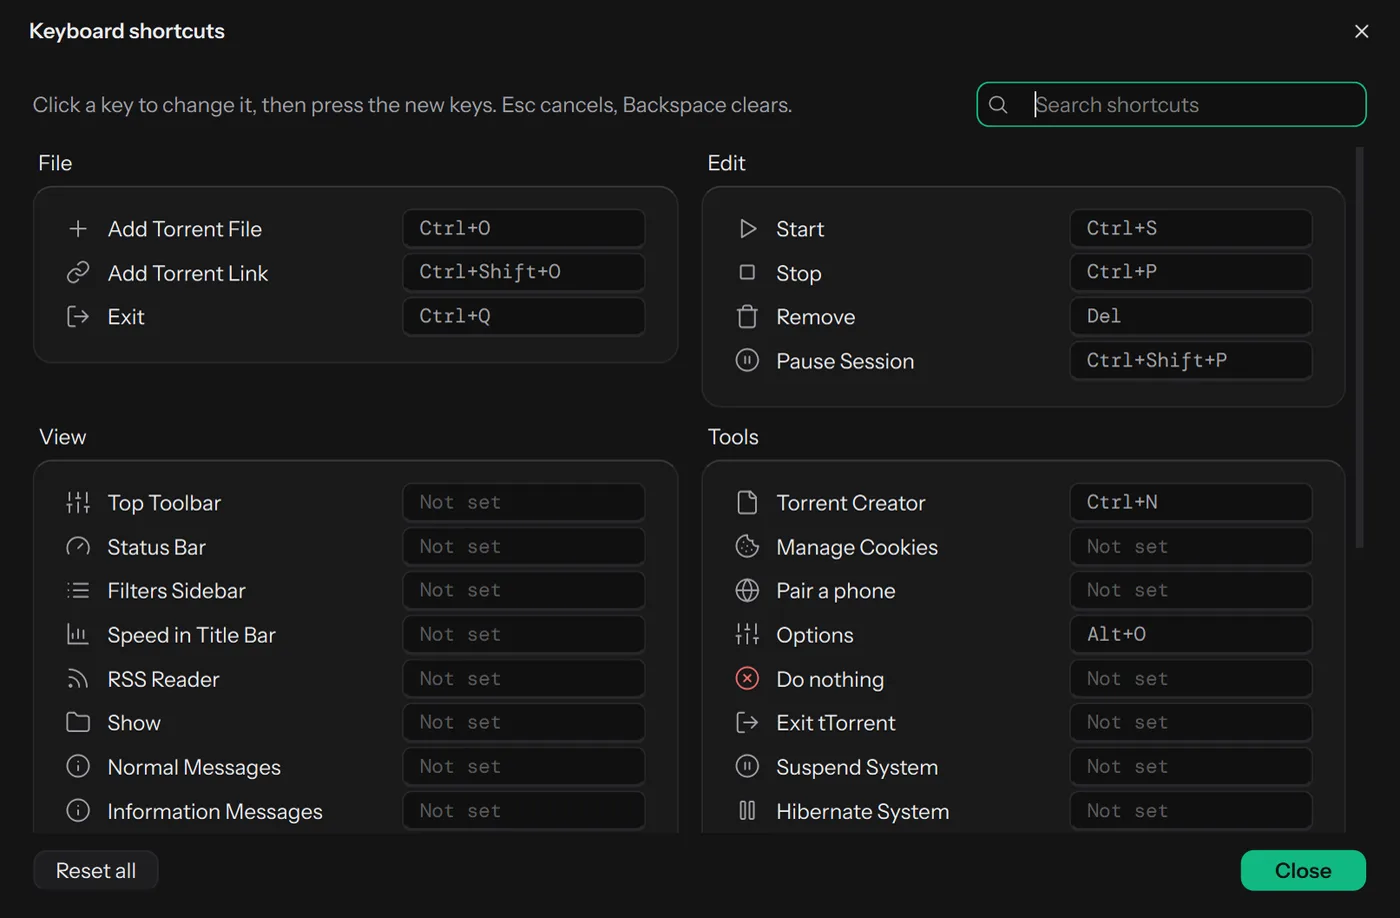 Keyboard shortcuts
Click a key to change it, then press the new keys. Esc cancels, Backspace clears.
Search shortcuts
File
Add Torrent File Ctrl+O
Add Torrent Link Ctrl+Shift+O
Exit Ctrl+Q
Edit
Start Ctrl+S
Stop Ctrl+P
Remove Del
Pause Session Ctrl+Shift+P
View
Top Toolbar Not set
Status Bar Not set
Filters Sidebar Not set
Speed in Title Bar Not set
RSS Reader Not set
Show Not set
Normal Messages Not set
Information Messages Not set
Tools
Torrent Creator Ctrl+N
Manage Cookies Not set
Pair a phone Not set
Options Alt+O
Do nothing Not set
Exit tTorrent Not set
Suspend System Not set
Hibernate System Not set
Reset all
Close